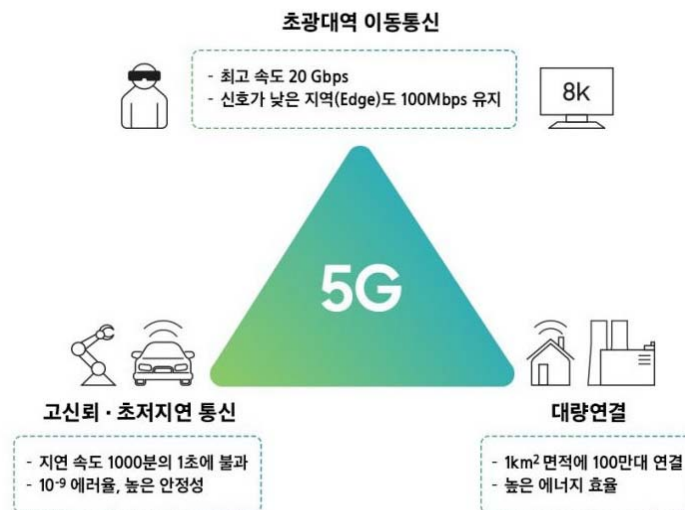 초광대역 이동통신
- 최고 속도 20 Gbps
- 신호가 낮은 지역(Edge)도 100Mbps 유지
8k
5G
고신뢰 · 초저지연 통신
- 지연 속도 1000분의 1초에 불과
- 10⁻⁹ 에러율, 높은 안정성
대량연결
- 1km² 면적에 100만대 연결
- 높은 에너지 효율